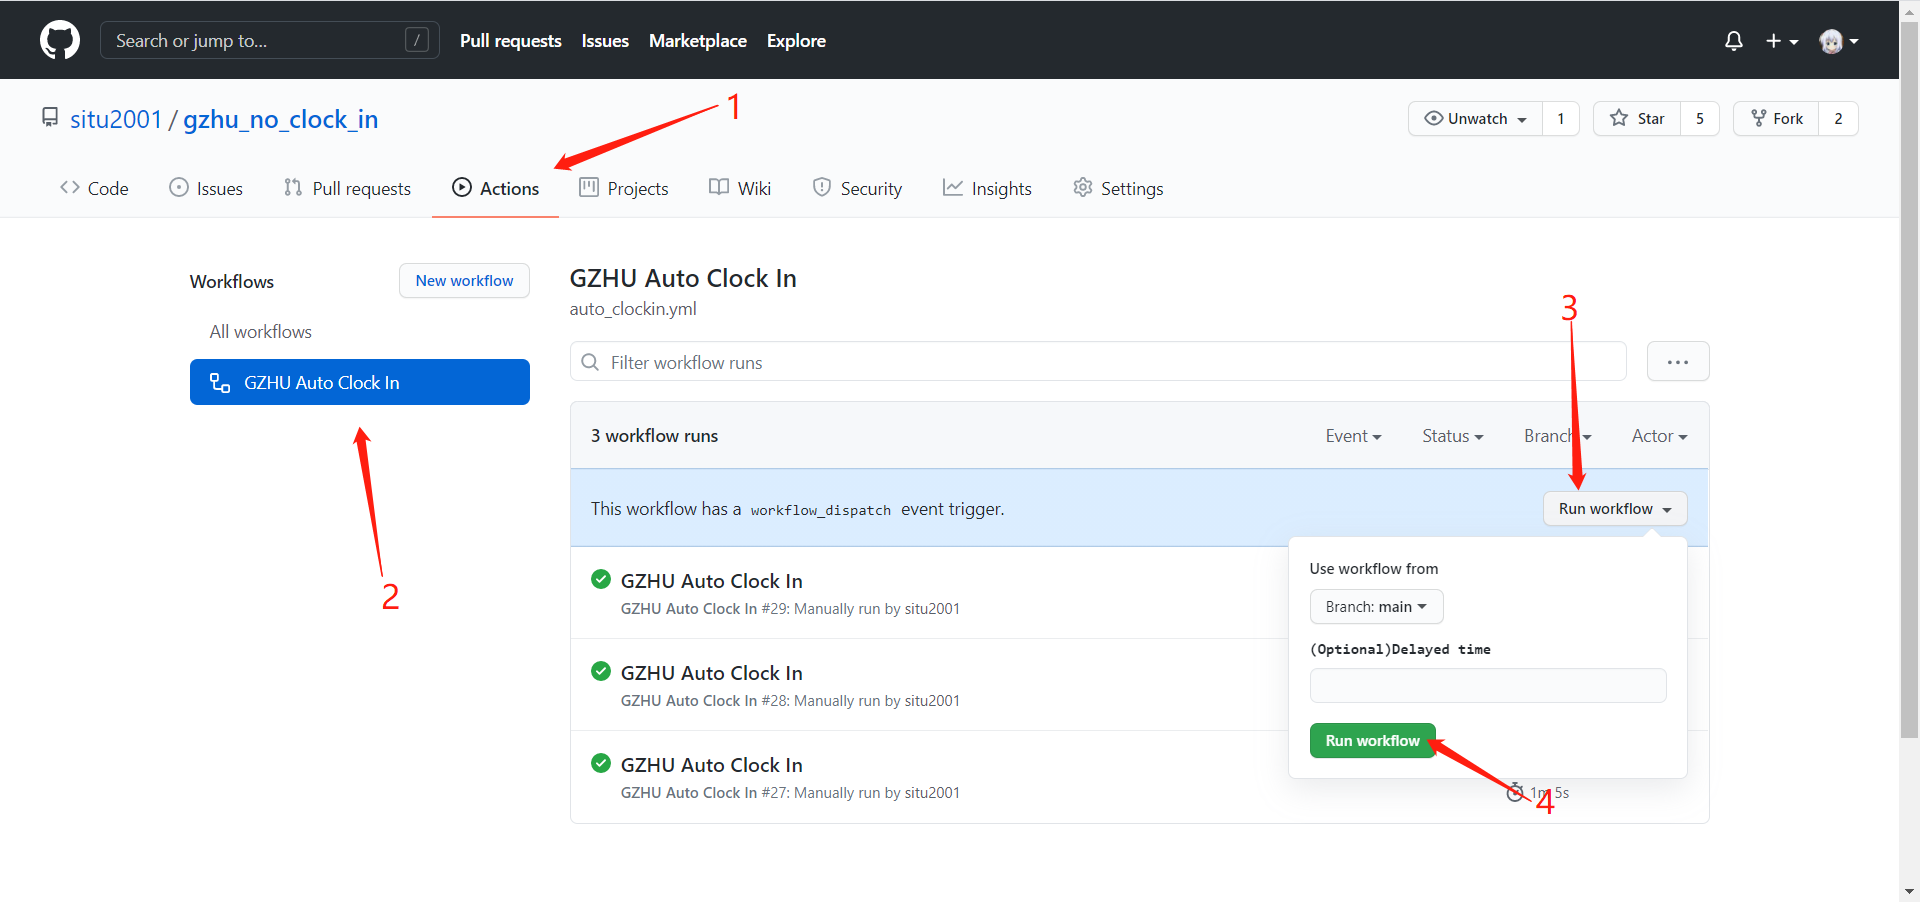 Search or jump to... /
Pull requests Issues Marketplace Explore
1
situ2001 / gzhu_no_clock_in
Unwatch 1 Star 5 Fork 2
Code Issues Pull requests Actions Projects Wiki Security Insights Settings
Workflows New workflow
All workflows
GZHU Auto Clock In
2
GZHU Auto Clock In
auto_clockin.yml
3
Filter workflow runs ...
3 workflow runs Event Status Branch Actor
This workflow has a workflow_dispatch event trigger. Run workflow
Use workflow from
Branch: main
(Optional)Delayed time
Run workflow
4
GZHU Auto Clock In
GZHU Auto Clock In #29: Manually run by situ2001
GZHU Auto Clock In
GZHU Auto Clock In #28: Manually run by situ2001
GZHU Auto Clock In
GZHU Auto Clock In #27: Manually run by situ2001
1m 5s